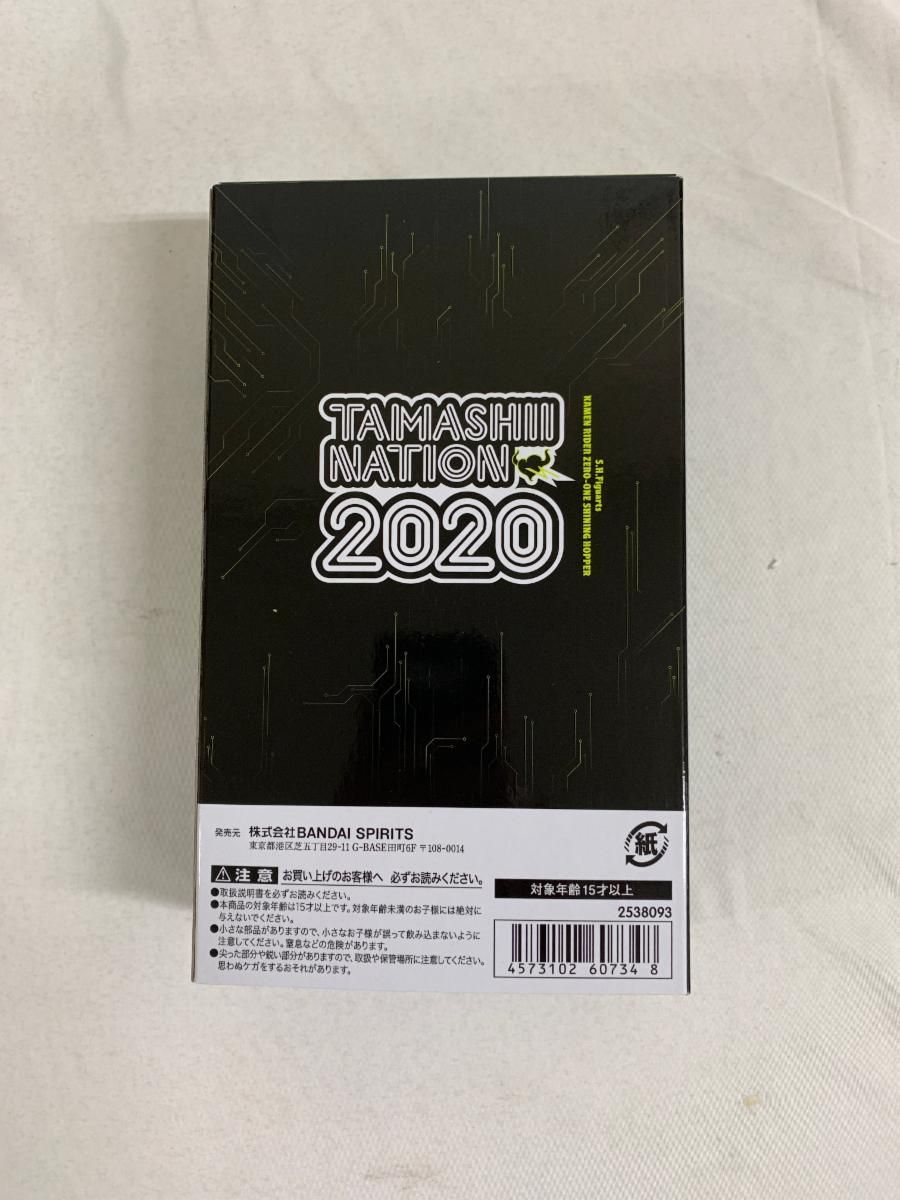 TAMASHII
NATION
2020
S.H.Figuarts
KAMEN RIDER ZERO-ONE SHINING HOPPER
発売元 株式会社BANDAI SPIRITS
東京都港区芝五丁目29-11 G-BASE田町6F 〒108-0014
紙
注意 お買い上げのお客様へ 必ずお読みください。
●取扱説明書を必ずお読みください。
●本商品の対象年齢は15才以上です。対象年齢未満のお子様には絶対に
与えないでください。
●小さな部品がありますので、小さなお子様が誤って飲み込まないように
注意してください。窒息などの危険があります。
●尖った部分や鋭い部分がありますので、取扱や保管場所に注意してください。
思わぬケガをするおそれがあります。
対象年齢15才以上
2538093
4573102 60734 8